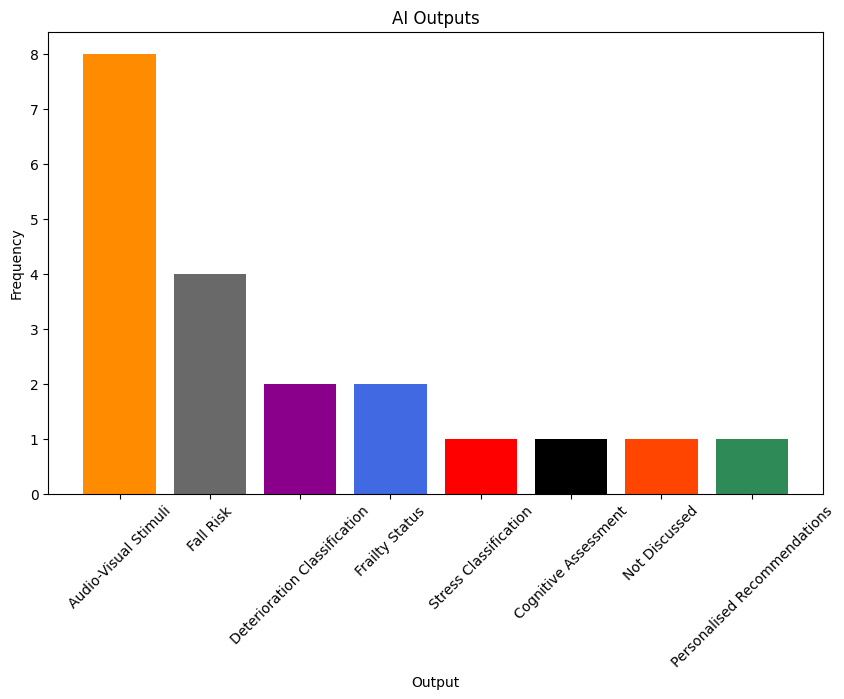 AI Outputs
Frequency
8
7
6
5
4
3
2
1
0
Audio-Visual Stimuli
Fall Risk
Deterioration Classification
Frailty Status
Stress Classification
Cognitive Assessment
Not Discussed
Personalised Recommendations
Output